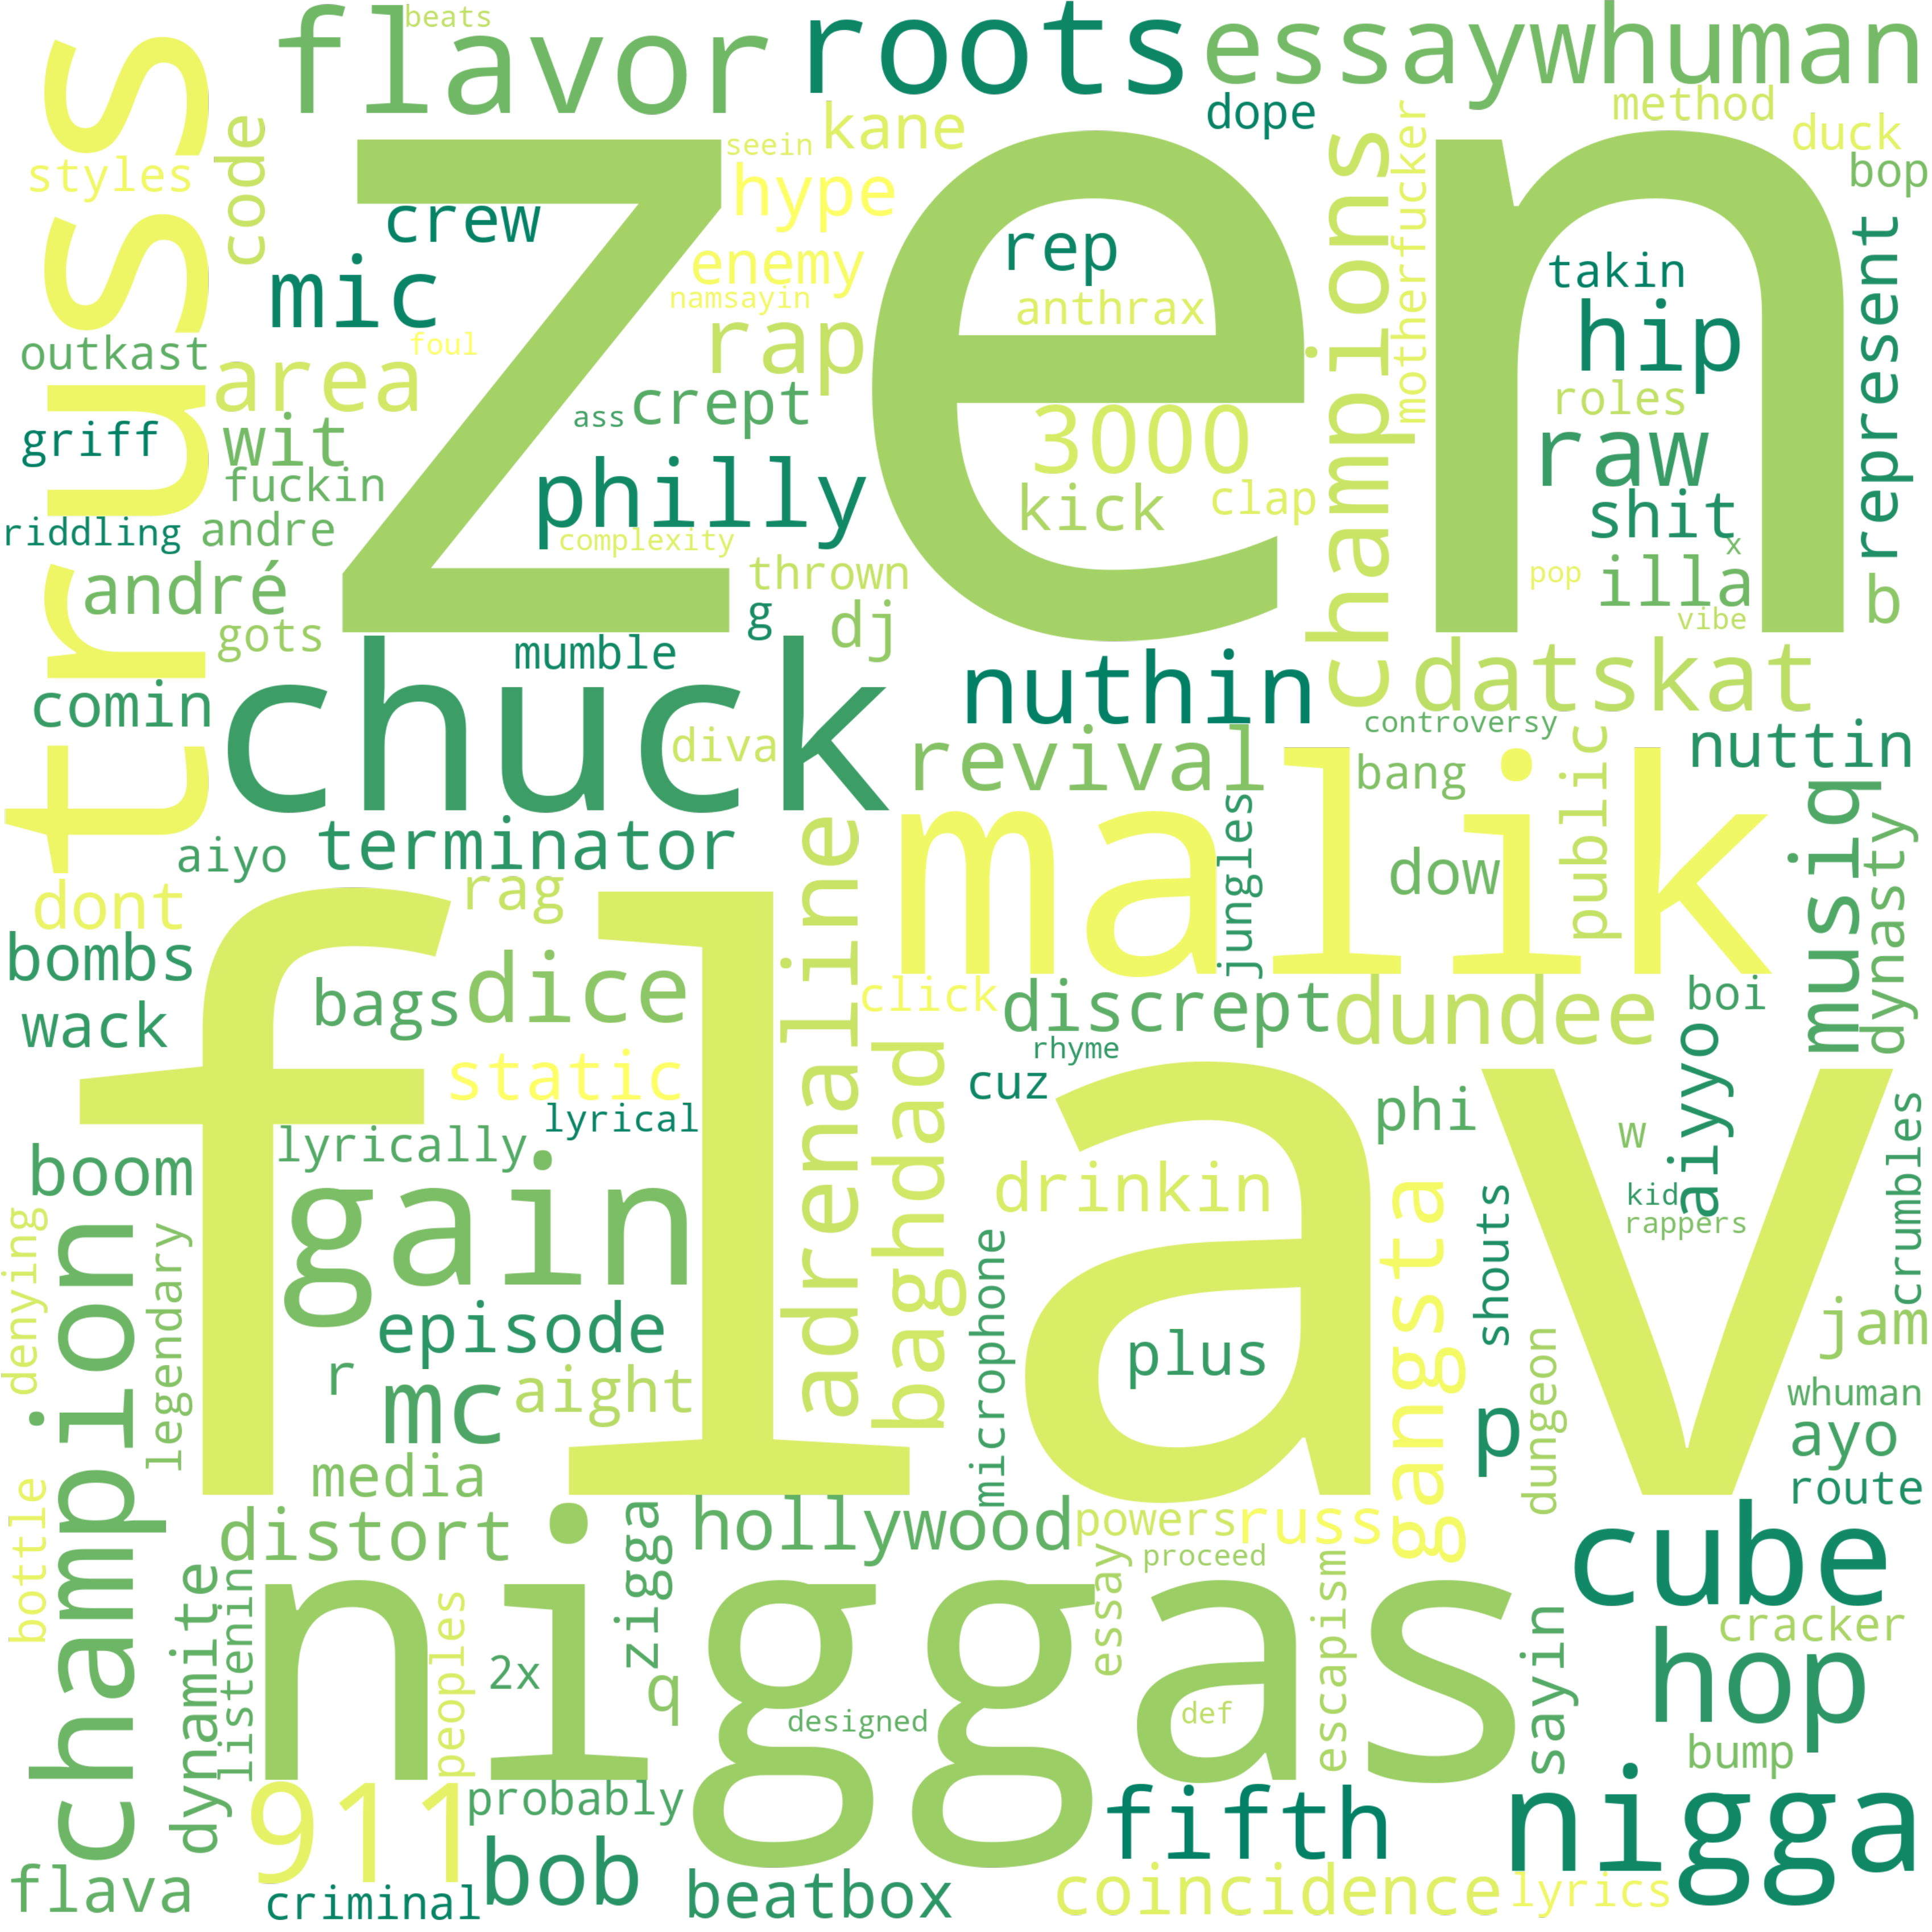 beats
flavor
roots
essaywhuman
trusss
styles
code
seein
kane
hype
dope
champions
motherfucker
method
duck
bop
zen
crew
mic
enemy
namsayin
rap
rep
anthrax
takin
hip
represent
outkast
area
foul
griff
wit
ass
crept
3000
roles
raw
fuckin
philly
kick
clap
shit
riddling
andre
complexity
x
andré
thrown
pop
illa
b
gots
g
dj
vibe
mumble
comin
chuck
diva
nuthin
datskat
revival
controversy
nuttin
bang
public
musiq
aiyo
terminator
adrenaline
malik
jungles
dow
dynasty
dont
rag
bombs
bags
dice
click
discrept
dundee
boi
wack
static
baghdad
rhyme
cuz
aiyyo
flav
lyrical
lyrically
phi
w
crumbles
boom
gain
drinkin
gangsta
shouts
kid
rappers
denying
champion
legendary
episode
microphone
plus
jam
r
mc
aight
dungeon
p
whuman
ayo
media
route
bottle
distort
zigga
hollywood
powers
russ
cube
dynamite
listenin
niggas
essay
proceed
escapism
sayin
cracker
peoples
2x
q
designed
def
hop
bump
911
probably
fifth
nigga
flava
criminal
bob
beatbox
coincidence
lyrics